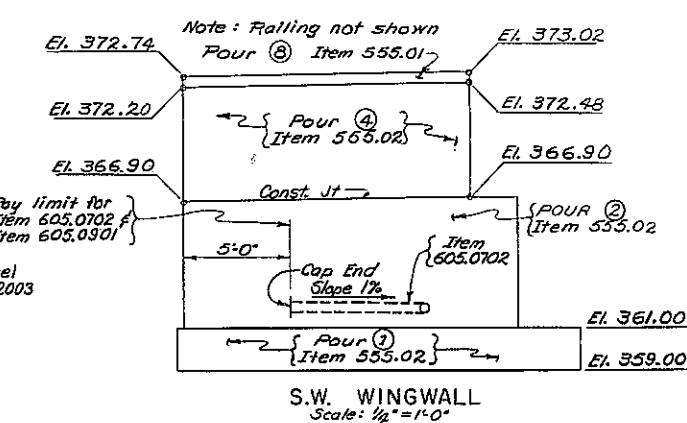 Note: Railing not shown
El. 372.74
El. 373.02
Pour ⑧ Item 555.01
El. 372.20
El. 372.48
Pour ④
Item 555.02
El. 366.90
El. 366.90
Const. Jt
Pay limit for
Item 605.0702 &
Item 605.0901
POUR ②
Item 555.02
5'-0"
Item
605.0702
Cap End
Slope 1%
el
2003
El. 361.00
Pour ①
Item 555.02
El. 359.00
S.W. WINGWALL
Scale: ½" = 1'-0"